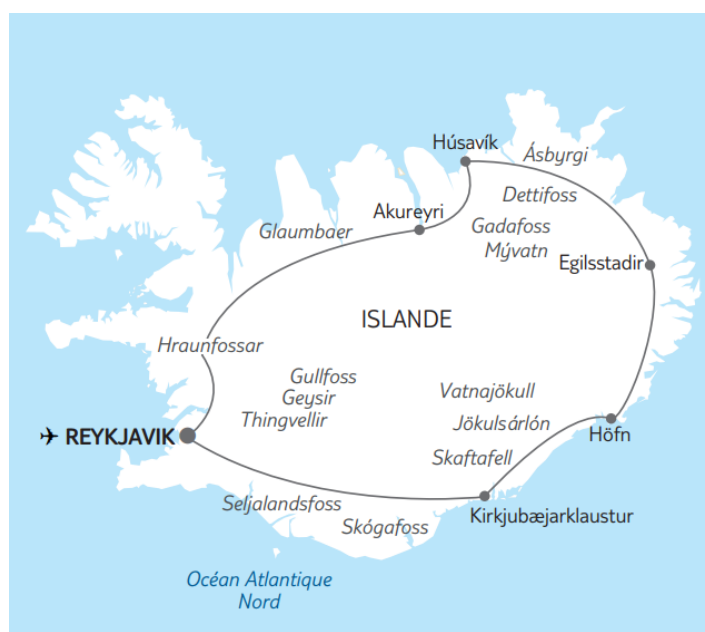 Húsavík
Ásbyrgi
Dettifoss
Akureyri
Gadafoss
Mývatn
Glaumbaer
Egilsstadir
ISLANDE
Hraunfossar
Gullfoss
Geysir
Thingvellir
Vatnajökull
Jökulsárlón
Skaftafell
Höfn
REYKJAVIK
Seljalandsfoss
Skógafoss
Kirkjubæjarklaustur
Océan Atlantique
Nord